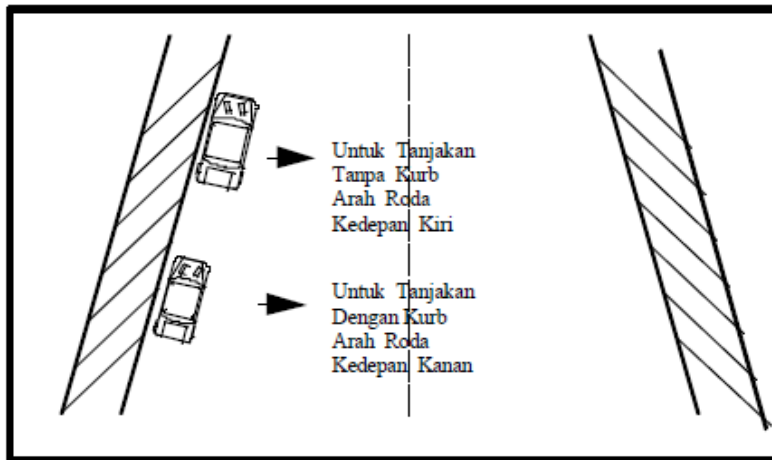 Untuk Tanjakan
Tanpa Kurb
Arah Roda
Kedepan Kiri
Untuk Tanjakan
Dengan Kurb
Arah Roda
Kedepan Kanan